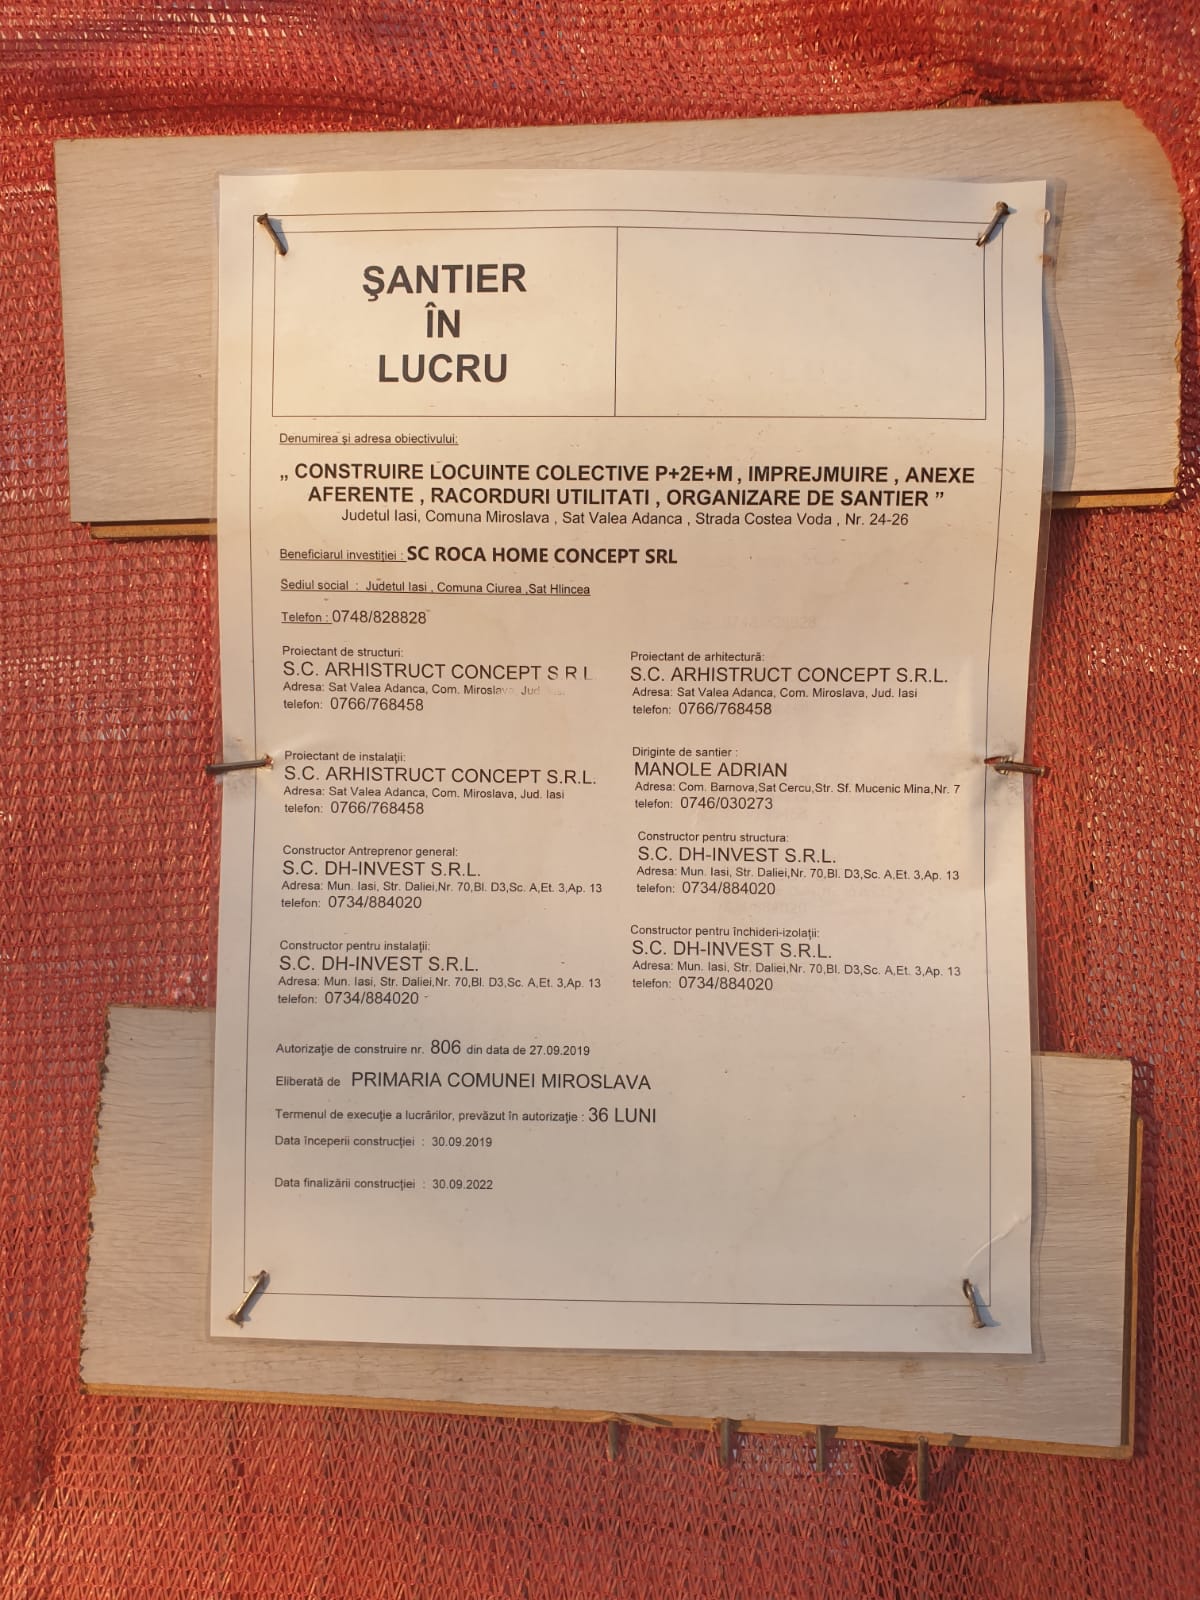 ŞANTIER
ÎN
LUCRU
Denumirea și adresa obiectivului:
„ CONSTRUIRE LOCUINTE COLECTIVE P+2E+M , IMPREJMUIRE , ANEXE
AFERENTE , RACORDURI UTILITATI , ORGANIZARE DE SANTIER ”
Judetul Iasi, Comuna Miroslava , Sat Valea Adanca , Strada Costea Voda , Nr. 24-26
Beneficiarul investiției : SC ROCA HOME CONCEPT SRL
Sediul social : Judetul Iasi , Comuna Ciurea ,Sat Hlincea
Telefon : 0748/828828
Proiectant de structuri:
S.C. ARHISTRUCT CONCEPT S.R.L.
Adresa: Sat Valea Adanca, Com. Miroslava, Jud. Iasi
telefon: 0766/768458
Proiectant de arhitectură:
S.C. ARHISTRUCT CONCEPT S.R.L.
Adresa: Sat Valea Adanca, Com. Miroslava, Jud. Iasi
telefon: 0766/768458
Proiectant de instalaţii:
S.C. ARHISTRUCT CONCEPT S.R.L.
Adresa: Sat Valea Adanca, Com. Miroslava, Jud. Iasi
telefon: 0766/768458
Diriginte de santier :
MANOLE ADRIAN
Adresa: Com. Barnova,Sat Cercu,Str. Sf. Mucenic Mina,Nr. 7
telefon: 0746/030273
Constructor Antreprenor general:
S.C. DH-INVEST S.R.L.
Adresa: Mun. Iasi, Str. Daliei,Nr. 70,Bl. D3,Sc. A,Et. 3,Ap. 13
telefon: 0734/884020
Constructor pentru structura:
S.C. DH-INVEST S.R.L.
Adresa: Mun. Iasi, Str. Daliei,Nr. 70,Bl. D3,Sc. A,Et. 3,Ap. 13
telefon: 0734/884020
Constructor pentru instalaţii:
S.C. DH-INVEST S.R.L.
Adresa: Mun. Iasi, Str. Daliei,Nr. 70,Bl. D3,Sc. A,Et. 3,Ap. 13
telefon: 0734/884020
Constructor pentru închideri-izolaţii:
S.C. DH-INVEST S.R.L.
Adresa: Mun. Iasi, Str. Daliei,Nr. 70,Bl. D3,Sc. A,Et. 3,Ap. 13
telefon: 0734/884020
Autorizaţie de construire nr. 806 din data de 27.09.2019
Eliberată de PRIMARIA COMUNEI MIROSLAVA
Termenul de execuţie a lucrărilor, prevăzut în autorizaţie : 36 LUNI
Data începerii construcţiei : 30.09.2019
Data finalizării construcţiei : 30.09.2022